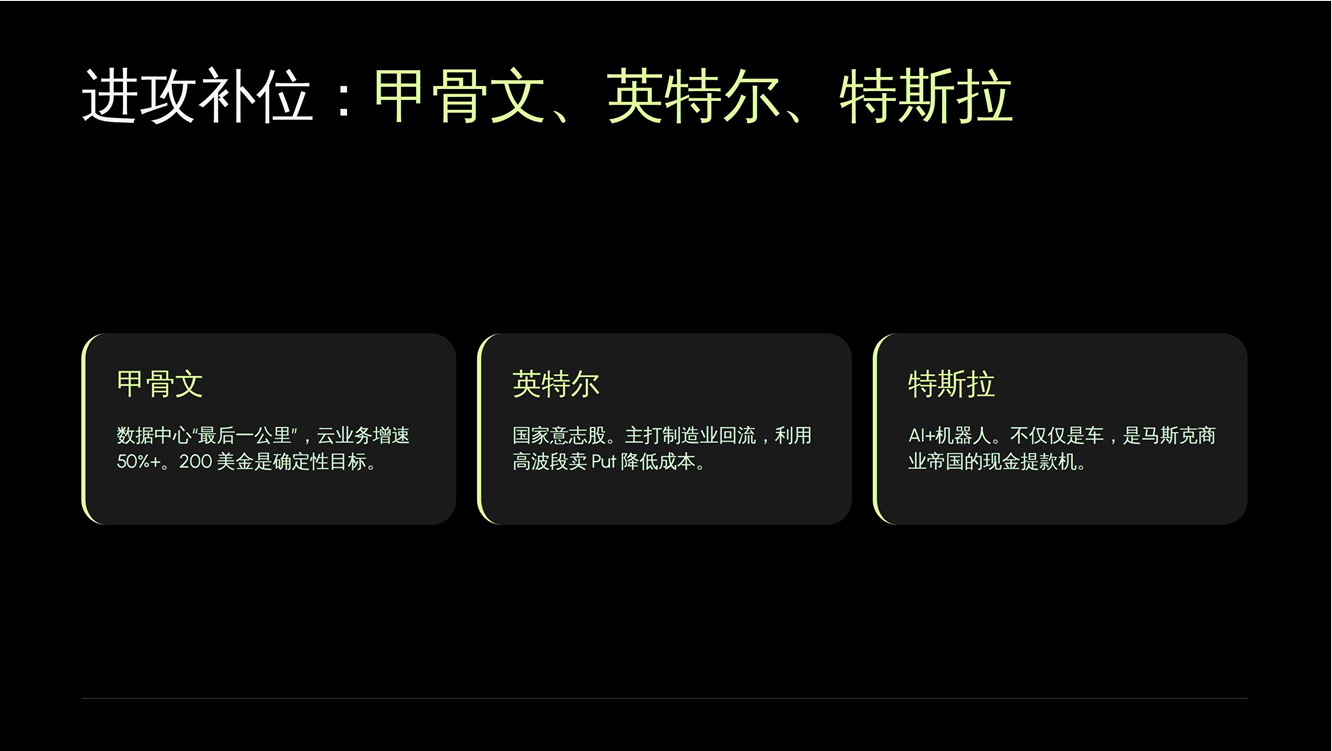 进攻补位：甲骨文、英特尔、特斯拉
甲骨文
数据中心“最后一公里”，云业务增速
50%+。200 美金是确定性目标。
英特尔
国家意志股。主打制造业回流，利用
高波段卖 Put 降低成本。
特斯拉
AI+机器人。不仅仅是车，是马斯克商
业帝国的现金提款机。